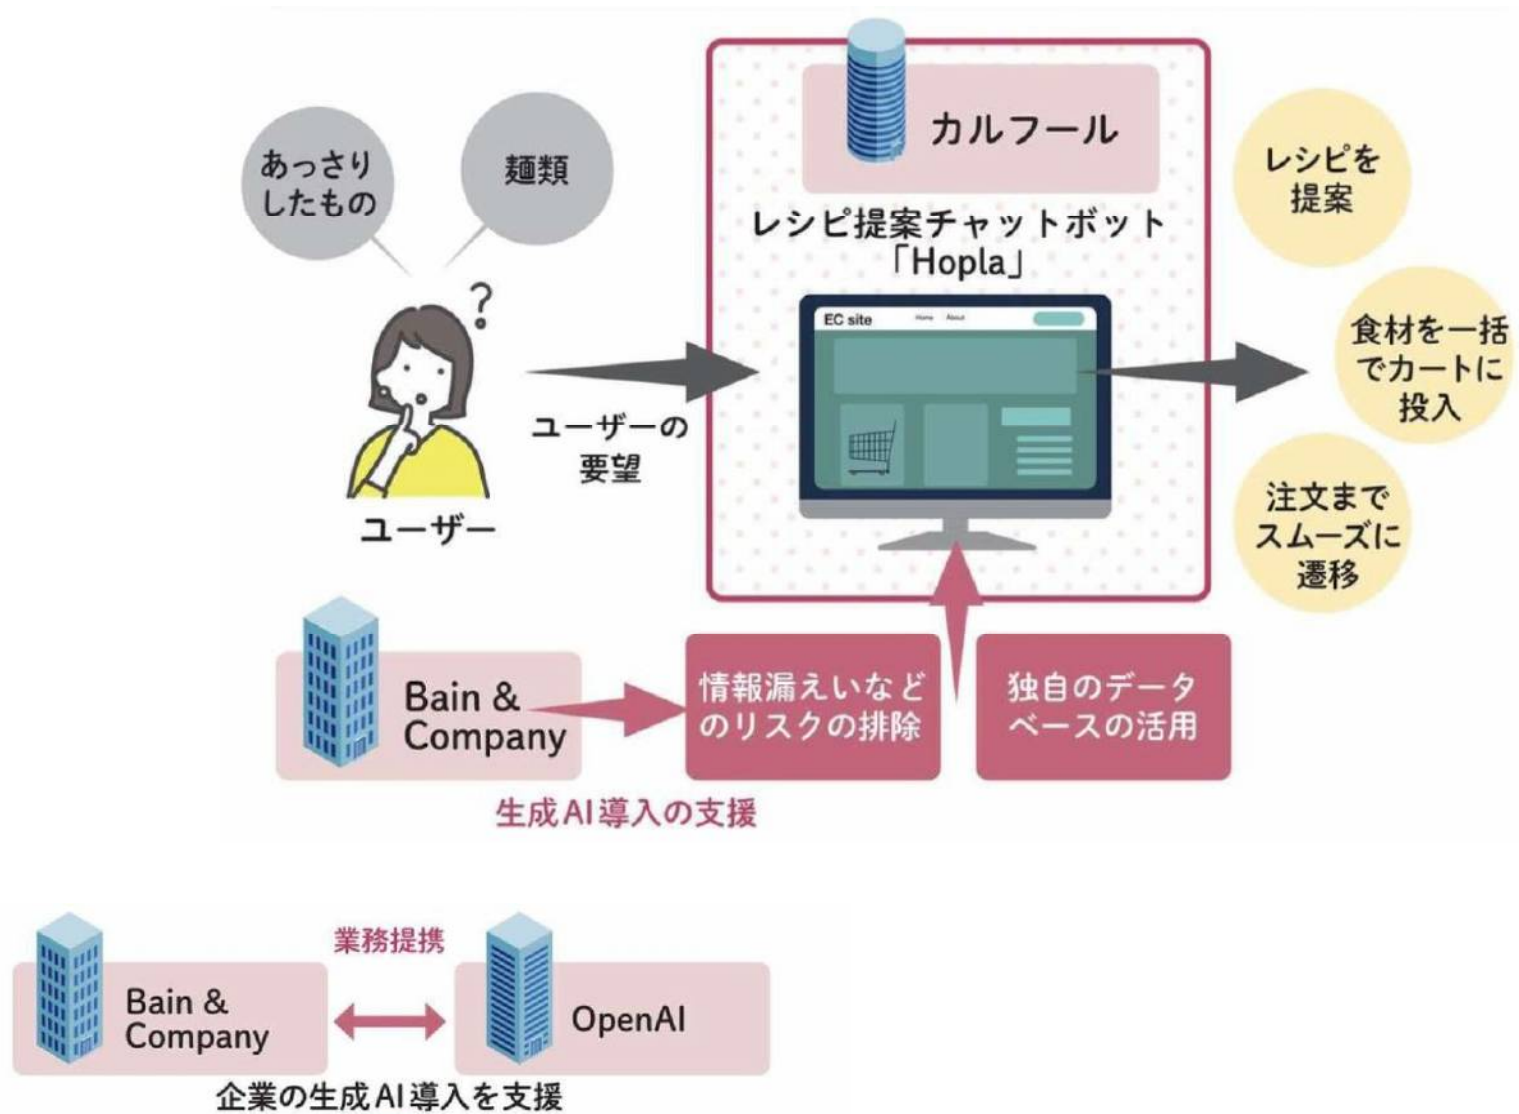 カルフール
あっさり
したもの
麺類
レシピ提案チャットボット
「Hopla」
EC site
Home
About
?
ユーザーの
要望
ユーザー
レシピを
提案
食材を一括
でカートに
投入
注文まで
スムーズに
遷移
Bain &
Company
情報漏えいなど
のリスクの排除
独自のデータ
ベースの活用
生成AI導入の支援
業務提携
Bain &
Company
OpenAI
企業の生成AI導入を支援